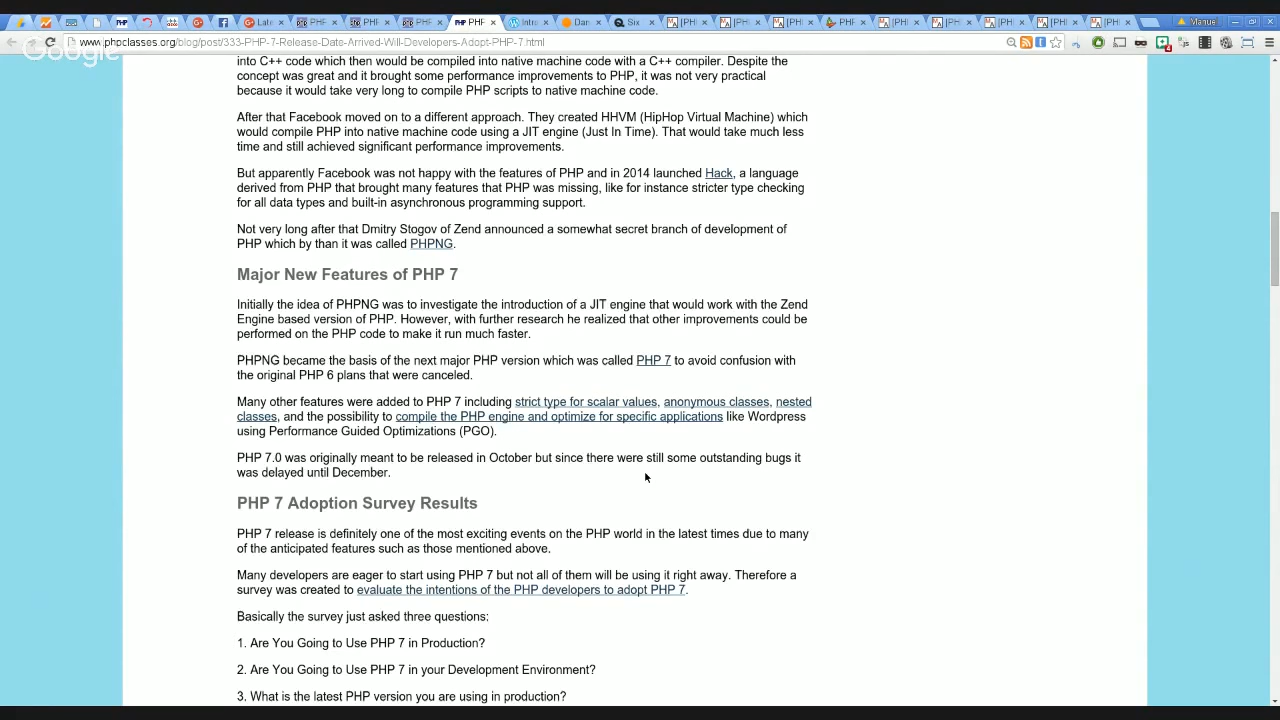 PHP
Late
PHP
PHP
PHP
PHP
Intro
Dar
Six
[PH
[PH
[PH
PHP
[PH
[PH
[PH
[PH
[PH
Manuel
www.phpclasses.org/blog/post/333-PHP-7-Release-Date-Arrived-Will-Developers-Adopt-PHP-7.html
Google
into C++ code which then would be compiled into native machine code with a C++ compiler. Despite the
concept was great and it brought some performance improvements to PHP, it was not very practical
because it would take very long to compile PHP scripts to native machine code.
After that Facebook moved on to a different approach. They created HHVM (HipHop Virtual Machine) which
would compile PHP into native machine code using a JIT engine (Just In Time). That would take much less
time and still achieved significant performance improvements.
But apparently Facebook was not happy with the features of PHP and in 2014 launched Hack, a language
derived from PHP that brought many features that PHP was missing, like for instance stricter type checking
for all data types and built-in asynchronous programming support.
Not very long after that Dmitry Stogov of Zend announced a somewhat secret branch of development of
PHP which by than it was called PHPNG.
Major New Features of PHP 7
Initially the idea of PHPNG was to investigate the introduction of a JIT engine that would work with the Zend
Engine based version of PHP. However, with further research he realized that other improvements could be
performed on the PHP code to make it run much faster.
PHPNG became the basis of the next major PHP version which was called PHP 7 to avoid confusion with
the original PHP 6 plans that were canceled.
Many other features were added to PHP 7 including strict type for scalar values, anonymous classes, nested
classes, and the possibility to compile the PHP engine and optimize for specific applications like Wordpress
using Performance Guided Optimizations (PGO).
PHP 7.0 was originally meant to be released in October but since there were still some outstanding bugs it
was delayed until December.
PHP 7 Adoption Survey Results
PHP 7 release is definitely one of the most exciting events on the PHP world in the latest times due to many
of the anticipated features such as those mentioned above.
Many developers are eager to start using PHP 7 but not all of them will be using it right away. Therefore a
survey was created to evaluate the intentions of the PHP developers to adopt PHP 7.
Basically the survey just asked three questions:
1. Are You Going to Use PHP 7 in Production?
2. Are You Going to Use PHP 7 in your Development Environment?
3. What is the latest PHP version you are using in production?